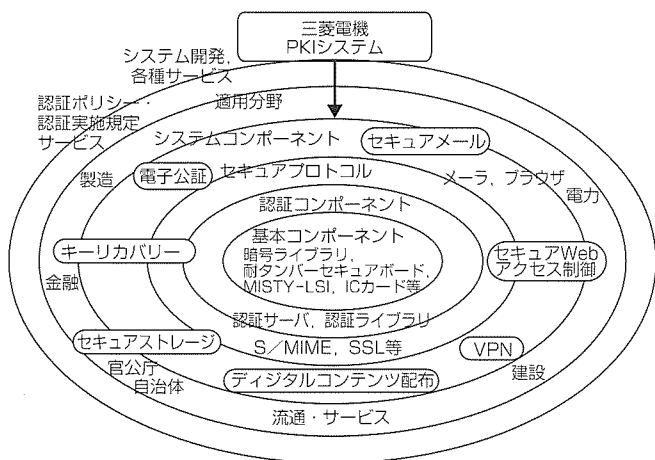 三菱電機
PKIシステム
システム開発,
各種サービス
認証ポリシー・
認証実施規定
サービス
適用分野
システムコンポーネント
セキュアメール
製造
電子公証
セキュアプロトコル
メーラ, ブラウザ
電力
認証コンポーネント
基本コンポーネント
暗号ライブラリ,
耐タンパーセキュアボード,
MISTY-LSI, ICカード等
キーリカバリー
セキュアWeb
アクセス制御
金融
認証サーバ, 認証ライブラリ
セキュアストレージ
S/MIME, SSL等
VPN
官公庁
自治体
ディジタルコンテンツ配布
建設
流通・サービス